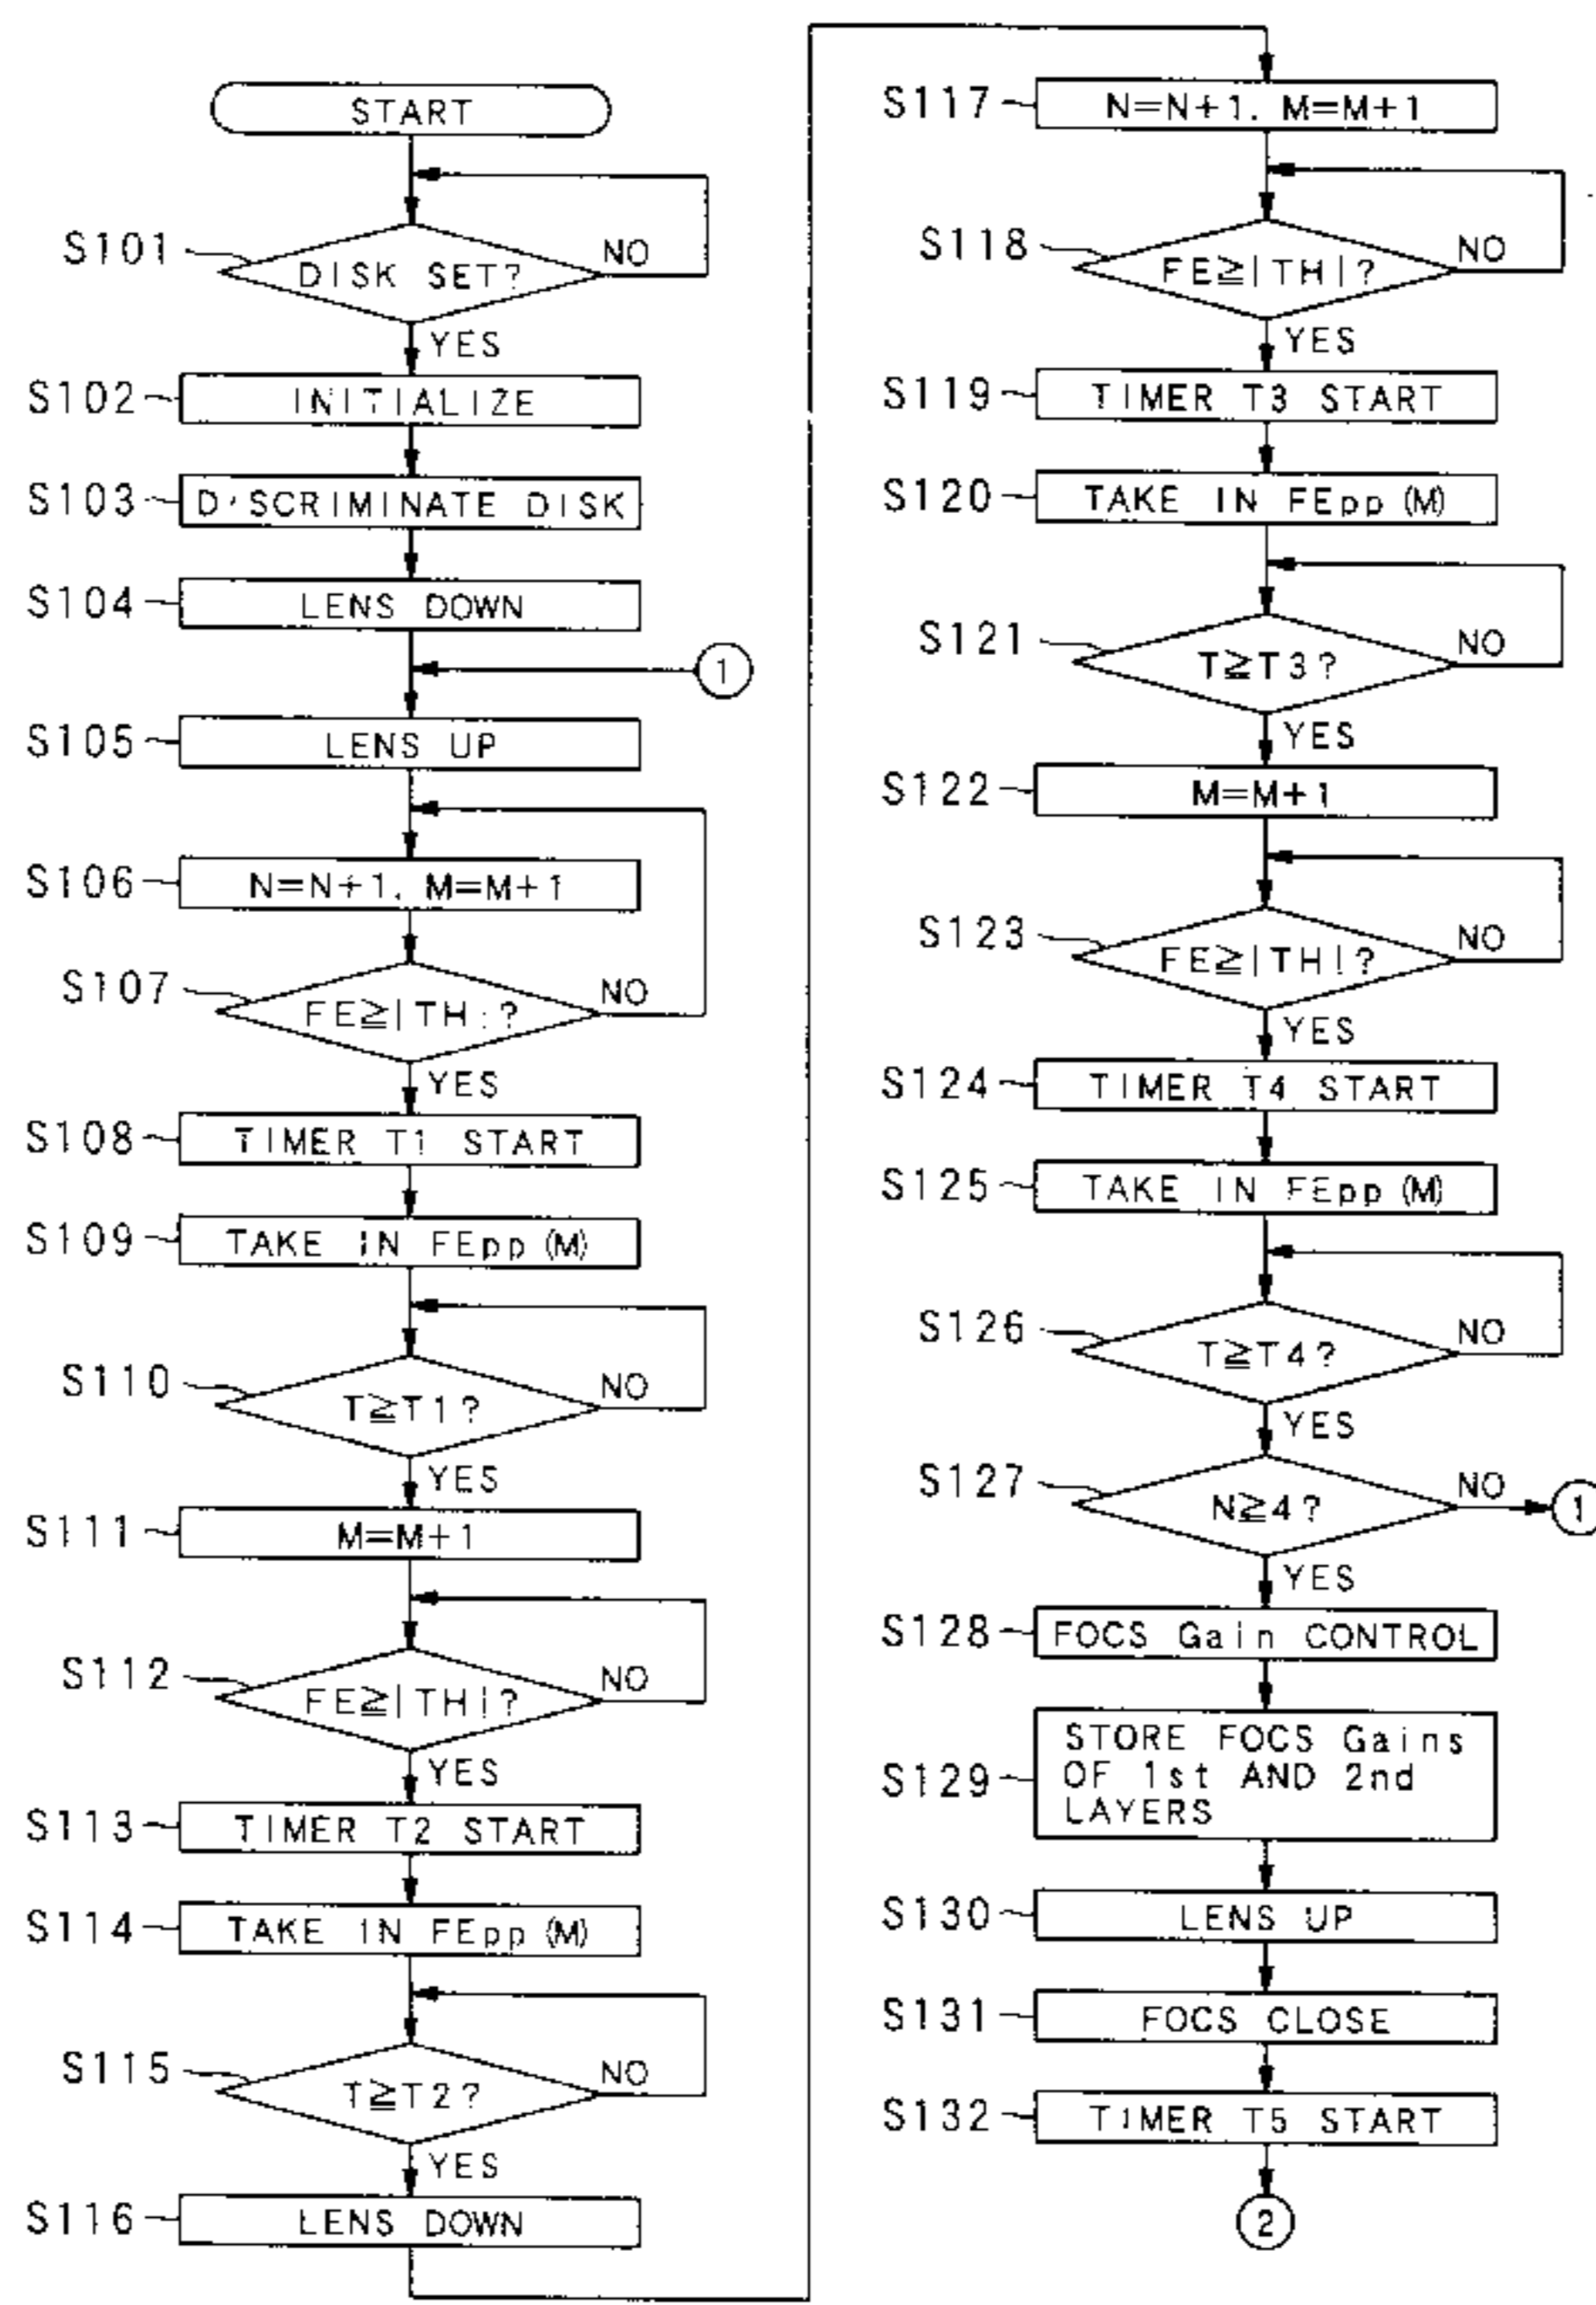 START
S101
DISK SET?
NO
YES
S102
INITIALIZE
S103
D'SCRIMINATE DISK
S104
LENS DOWN
1
S105
LENS UP
S106
N=N+1, M=M+1
S107
FE≧|TH|?
NO
YES
S108
TIMER T1 START
S109
TAKE IN FEpp (M)
S110
T≧T1?
NO
YES
S111
M=M+1
S112
FE≧|TH|?
NO
YES
S113
TIMER T2 START
S114
TAKE IN FEpp (M)
S115
T≧T2?
NO
YES
S116
LENS DOWN
S117
N=N+1. M=M+1
S118
FE≧|TH|?
NO
YES
S119
TIMER T3 START
S120
TAKE IN FEpp (M)
S121
T≧T3?
NO
YES
S122
M=M+1
S123
FE≧|TH|?
NO
YES
S124
TIMER T4 START
S125
TAKE IN FEpp (M)
S126
T≧T4?
NO
YES
S127
N≧4?
NO
1
YES
S128
FOCS Gain CONTROL
S129
STORE FOCS Gains
OF 1st AND 2nd
LAYERS
S130
LENS UP
S131
FOCS CLOSE
S132
TIMER T5 START
2